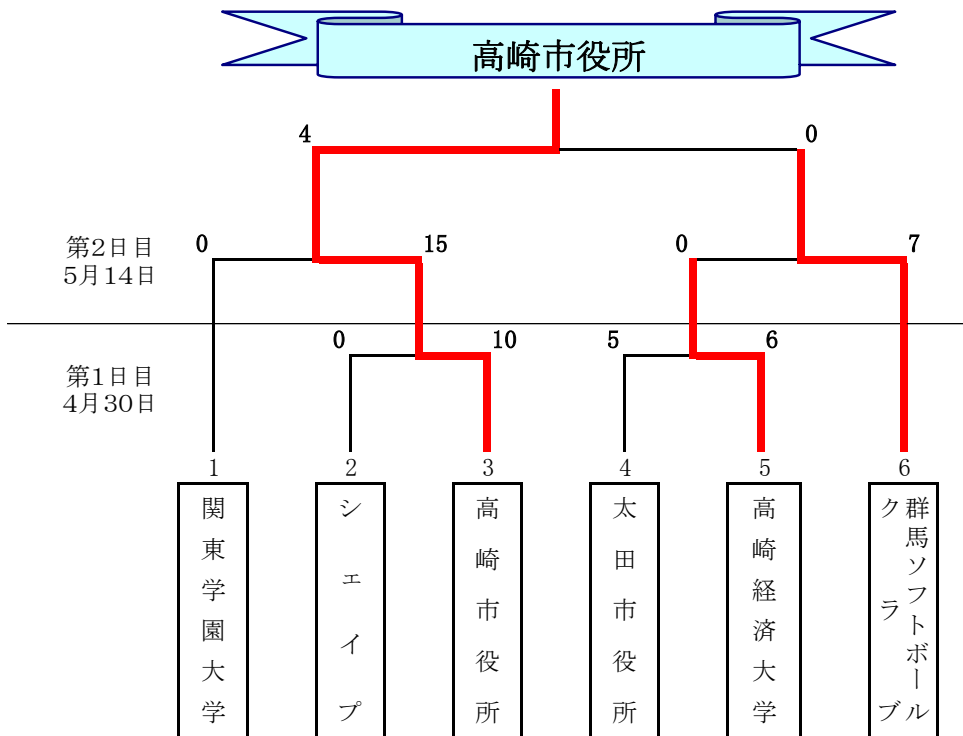 高崎市役所
4
0
第2日目
5月14日
0
15
0
7
第1日目
4月30日
0
10
5
6
1
2
3
4
5
6
関東学園大学
シェイプ
高崎市役所
太田市役所
高崎経済大学
群馬ソフトボール
クラブ